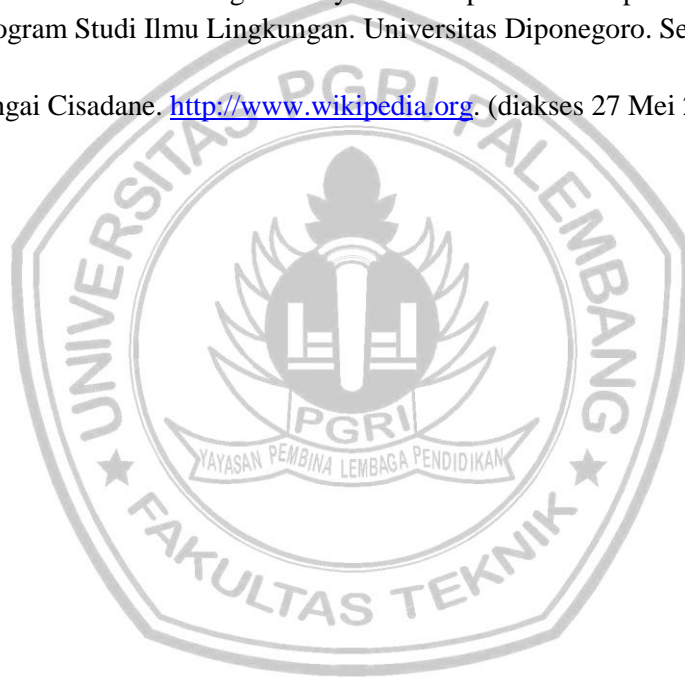 ogram Studi Ilmu Lingkungan. Universitas Diponegoro. Se
ngai Cisadane. http://www.wikipedia.org. (diakses 27 Mei
UNIVERSITAS PGRI PALEMBANG
PGRI
YAYASAN PEMBINA LEMBAGA PENDIDIKAN
FAKULTAS TEKNIK